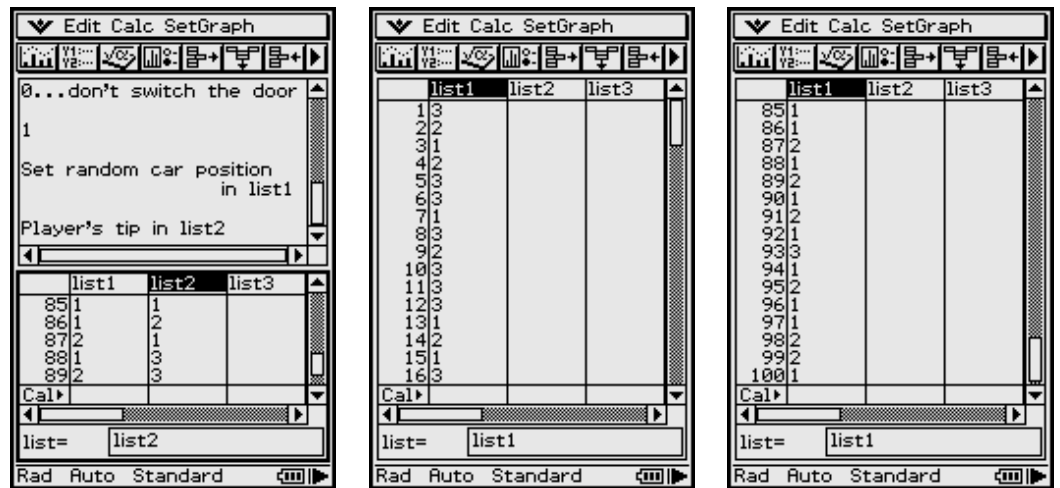 Edit Calc SetGraph
0...don't switch the door
1
Set random car position
in list1
Player's tip in list2
list1 list2 list3
85 1 1
86 1 2
87 2 1
88 1 3
89 2 3
Cal
list= list2
Rad Auto Standard
Edit Calc SetGraph
list1 list2 list3
1 3
2 2
3 1
4 2
5 3
6 3
7 1
8 3
9 2
10 3
11 3
12 3
13 1
14 2
15 1
16 3
Cal
list= list1
Rad Auto Standard
Edit Calc SetGraph
list1 list2 list3
85 1
86 1
87 2
88 1
89 2
90 1
91 2
92 1
93 3
94 1
95 2
96 1
97 1
98 2
99 2
100 1
Cal
list= list1
Rad Auto Standard